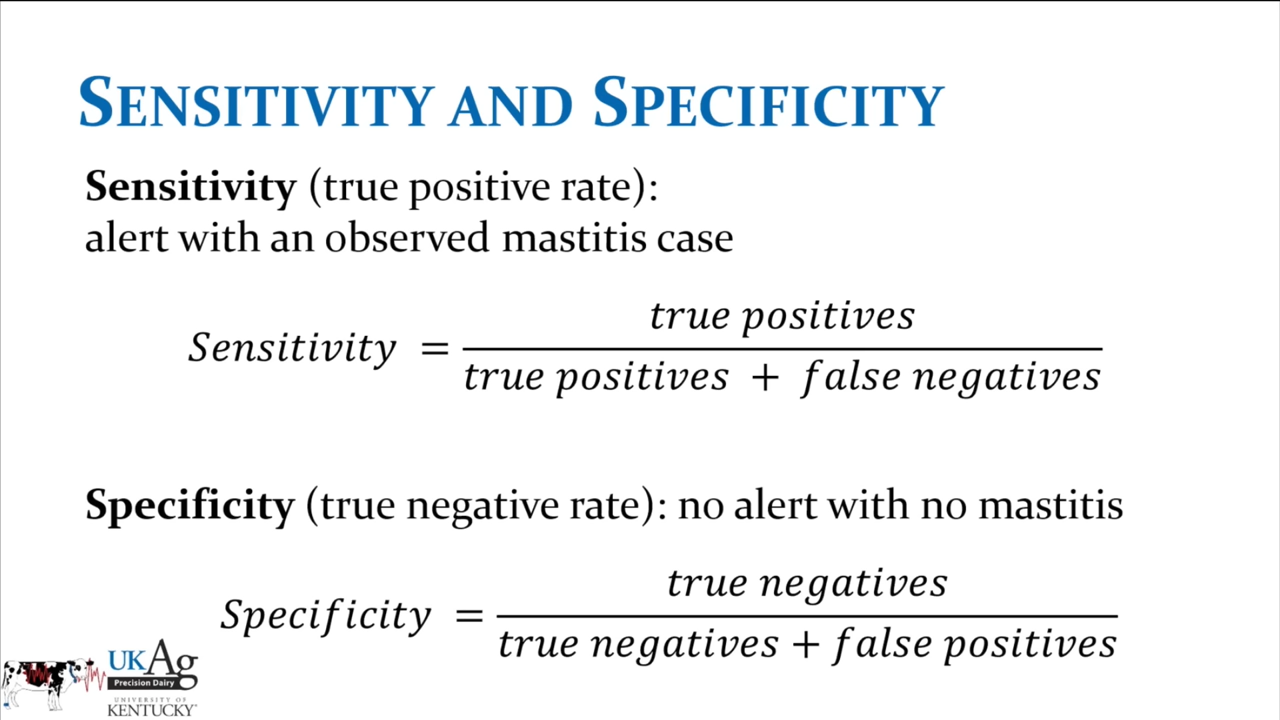 SENSITIVITY AND SPECIFICITY
Sensitivity (true positive rate):
alert with an observed mastitis case
true positives
Sensitivity =
true positives + false negatives
Specificity (true negative rate): no alert with no mastitis
true negatives
Specificity =
true negatives + false positives
UKAg
Precision Dairy
UNIVERSITY OF
KENTUCKY